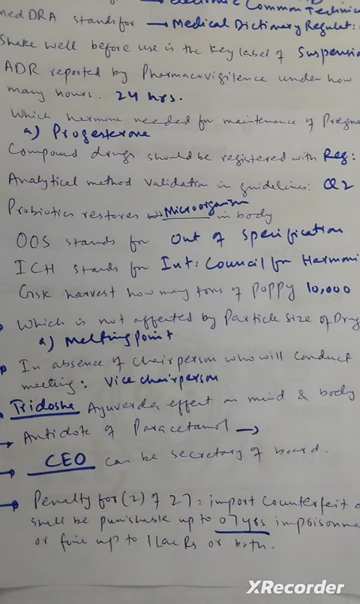 Common Technic
MedDRA stands for → Medical Dictionary Regulat:
Shake well before use is the key label of Suspensio
ADR reported by Pharmacovigilence under how
many hours. 24 hrs.
Which hormone needed for maintenance of Pregna
a) Progesterone
Compound drugs should be registered with Reg:
Analytical method validation in guidelines: Q2
Probiotics restores Microorganism in body
OOS stands for Out of Specification
ICH stands for Int: Council for Harmoni
Gsk harvest how many tons of Poppy 10,000
Which is not affected by Particle size of Drug
a) Melting point
In absence of chairperson who will conduct
meeting: Vice chairperson
Tridosha Ayurveda effect on mind & body
→ Antidote of Paracetamol →
→ CEO can be secretary of board.
→ Penalty for (2) of 27: import Counterfeit
shall be punishable up to 07 yrs imprisonme
or fine up to 1 Lac Rs or both.
XRecorder